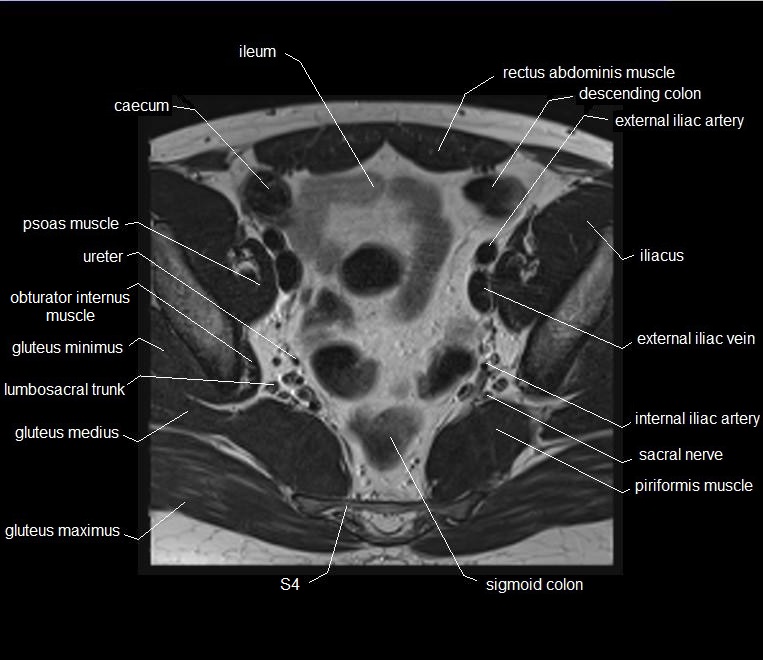 ileum
rectus abdominis muscle
descending colon
caecum
external iliac artery
psoas muscle
ureter
iliacus
obturator internus
muscle
external iliac vein
gluteus minimus
lumbosacral trunk
internal iliac artery
gluteus medius
sacral nerve
piriformis muscle
gluteus maximus
S4
sigmoid colon